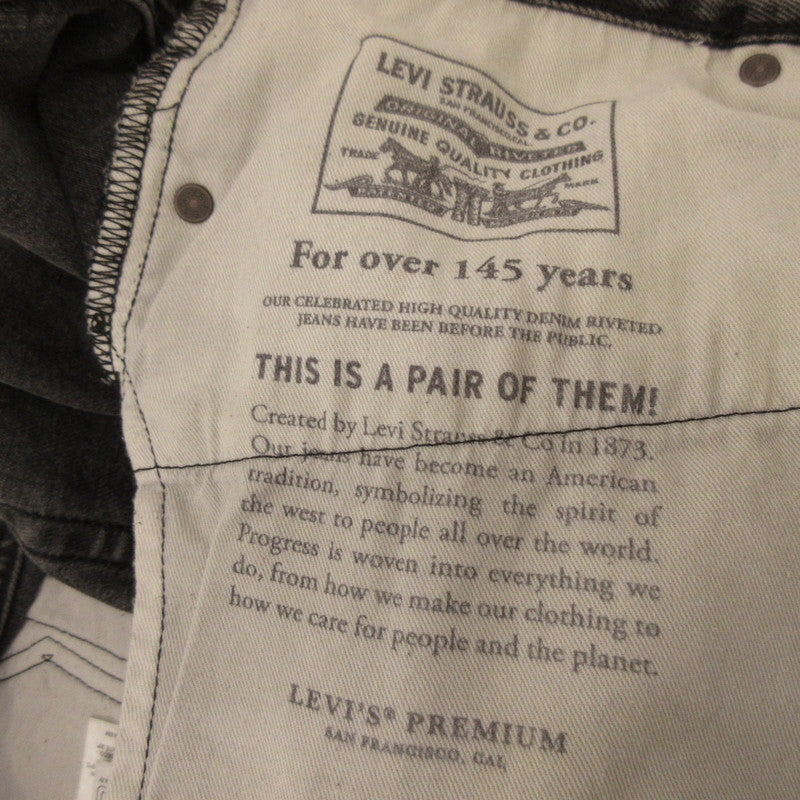 LEVI STRAUSS & CO.
SAN FRANCISCO, CAL.
ORIGINAL RIVETED
GENUINE QUALITY CLOTHING
TRADE MARK
PATENTED
For over 145 years
OUR CELEBRATED HIGH QUALITY DENIM RIVETED
JEANS HAVE BEEN BEFORE THE PUBLIC.
THIS IS A PAIR OF THEM!
Created by Levi Strauss & Co in 1873.
Our jeans have become an American
tradition, symbolizing the spirit of
the west to people all over the world.
Progress is woven into everything we
do, from how we make our clothing to
how we care for people and the planet.
LEVI'S® PREMIUM
SAN FRANCISCO, CAL